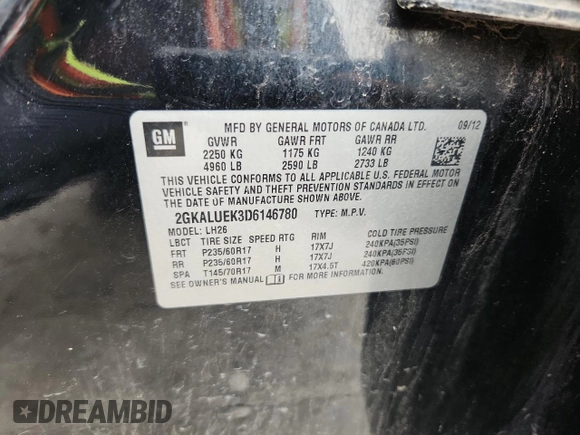 GM
MFD BY GENERAL MOTORS OF CANADA LTD. 09/12
GVWR GAWR FRT GAWR RR
2250 KG 1175 KG 1240 KG
4960 LB 2590 LB 2733 LB
THIS VEHICLE CONFORMS TO ALL APPLICABLE U.S. FEDERAL MOTOR
VEHICLE SAFETY AND THEFT PREVENTION STANDARDS IN EFFECT ON
THE DATE OF MANUFACTURE SHOWN ABOVE.
2GKALUEK3D6146780 TYPE: M.P.V.
MODEL: LH26
LBCT TIRE SIZE SPEED RTG RIM COLD TIRE PRESSURE
FRT P235/60R17 H 17X7J 240KPA(35PSI)
RR P235/60R17 H 17X7J 240KPA(35PSI)
SPA T145/70R17 M 17X4.5T 420KPA(60PSI)
SEE OWNER'S MANUAL FOR MORE INFORMATION.
DREAMBID